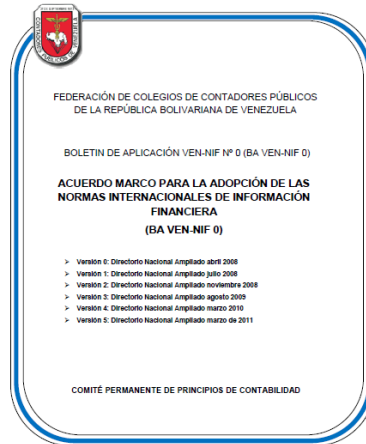 CONTADORES PÚBLICOS DE VENEZUELA
FEDERACIÓN DE COLEGIOS DE CONTADORES PÚBLICOS
DE LA REPÚBLICA BOLIVARIANA DE VENEZUELA
BOLETIN DE APLICACIÓN VEN-NIF Nº 0 (BA VEN-NIF 0)
ACUERDO MARCO PARA LA ADOPCIÓN DE LAS
NORMAS INTERNACIONALES DE INFORMACIÓN
FINANCIERA
(BA VEN-NIF 0)
➢ Versión 0: Directorio Nacional Ampliado abril 2008
➢ Versión 1: Directorio Nacional Ampliado julio 2008
➢ Versión 2: Directorio Nacional Ampliado noviembre 2008
➢ Versión 3: Directorio Nacional Ampliado agosto 2009
➢ Versión 4: Directorio Nacional Ampliado marzo 2010
➢ Versión 5: Directorio Nacional Ampliado marzo de 2011
COMITÉ PERMANENTE DE PRINCIPIOS DE CONTABILIDAD